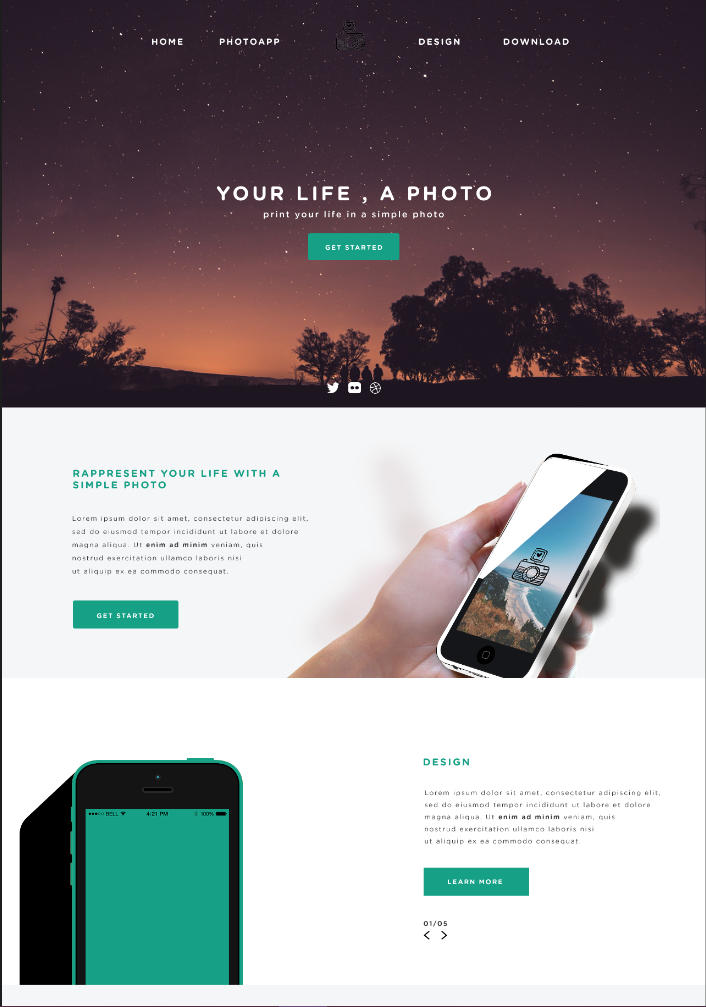 HOME PHOTOAPP DESIGN DOWNLOAD
YOUR LIFE , A PHOTO
print your life in a simple photo
GET STARTED
RAPPRESENT YOUR LIFE WITH A
SIMPLE PHOTO
Lorem ipsum dolor sit amet, consectetur adipiscing elit,
sed do eiusmod tempor incididunt ut labore et dolore
magna aliqua. Ut enim ad minim veniam, quis
nostrud exercitation ullamco laboris nisi
ut aliquip ex ea commodo consequat.
GET STARTED
BELL 4:21 PM 100%
DESIGN
Lorem ipsum dolor sit amet, consectetur adipiscing elit,
sed do eiusmod tempor incididunt ut labore et dolore
magna aliqua. Ut enim ad minim veniam, quis
nostrud exercitation ullamco laboris nisi
ut aliquip ex ea commodo consequat.
LEARN MORE
01/05